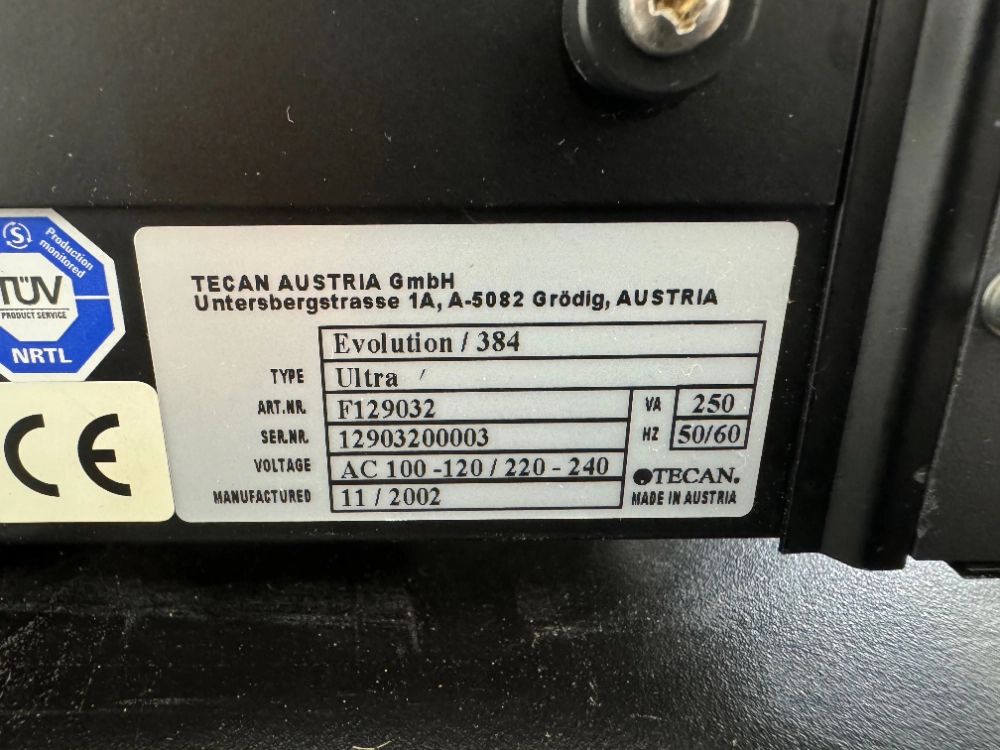 TECAN AUSTRIA GmbH
Untersbergstrasse 1A, A-5082 Grödig, AUSTRIA
Evolution / 384
TYPE Ultra
ART.NR. F129032 VA 250
SER.NR. 12903200003 HZ 50/60
VOLTAGE AC 100 -120 / 220 - 240
TECAN.
MANUFACTURED 11 / 2002
MADE IN AUSTRIA
S
Production
monitored
TÜV
PRODUCT SERVICE
NRTL
CE